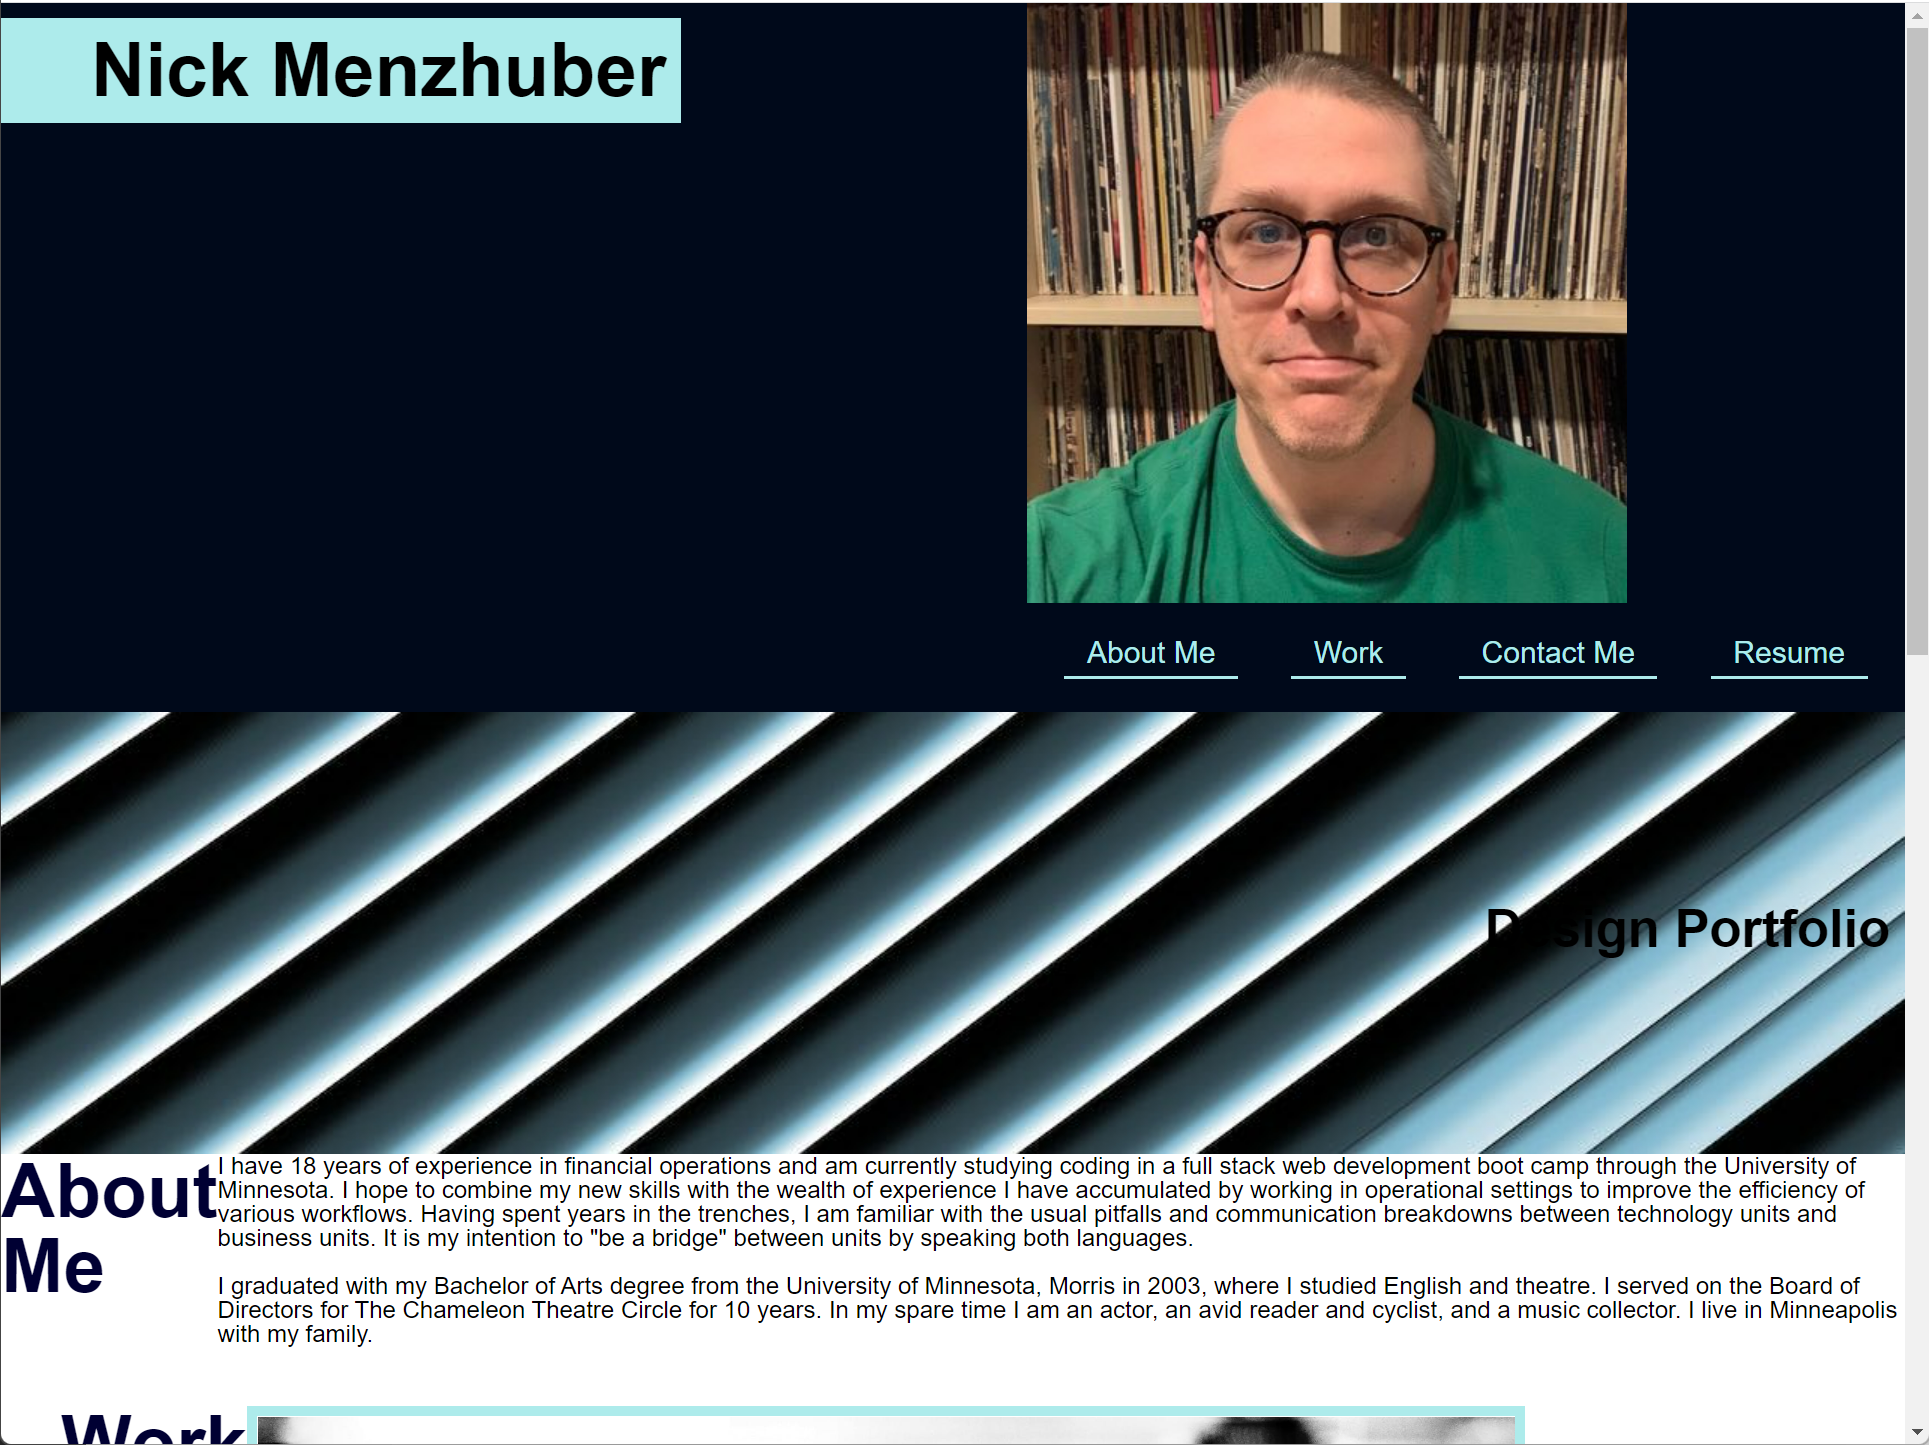 Nick Menzhuber
About Me
Work
Contact Me
Resume
Design Portfolio
About
Me
I have 18 years of experience in financial operations and am currently studying coding in a full stack web development boot camp through the University of
Minnesota. I hope to combine my new skills with the wealth of experience I have accumulated by working in operational settings to improve the efficiency of
various workflows. Having spent years in the trenches, I am familiar with the usual pitfalls and communication breakdowns between technology units and
business units. It is my intention to "be a bridge" between units by speaking both languages.
I graduated with my Bachelor of Arts degree from the University of Minnesota, Morris in 2003, where I studied English and theatre. I served on the Board of
Directors for The Chameleon Theatre Circle for 10 years. In my spare time I am an actor, an avid reader and cyclist, and a music collector. I live in Minneapolis
with my family.
Work